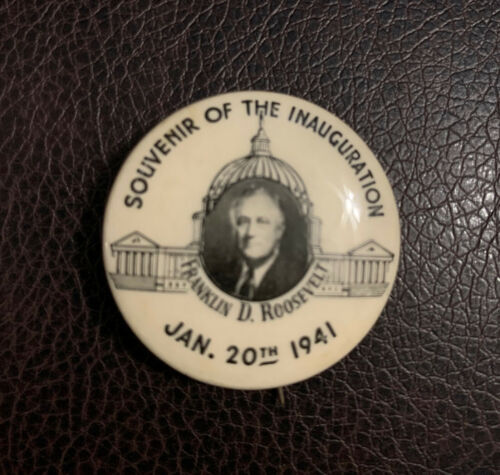 SOUVENIR OF THE INAUGURATION
FRANKLIN D. ROOSEVELT
JAN. 20TH 1941